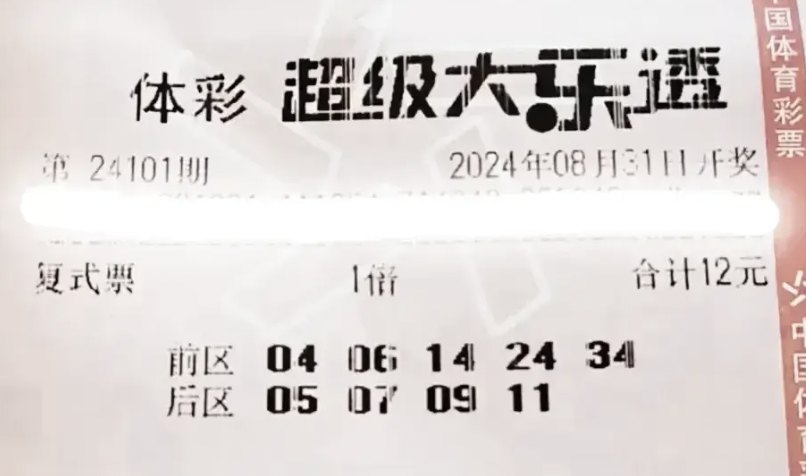 体彩 超级大乐透
第 24101期 2024年08月31日开奖
复式票 1倍 合计12元
前区 04 06 14 24 34
后区 05 07 09 11
中国体育彩票
中国体育